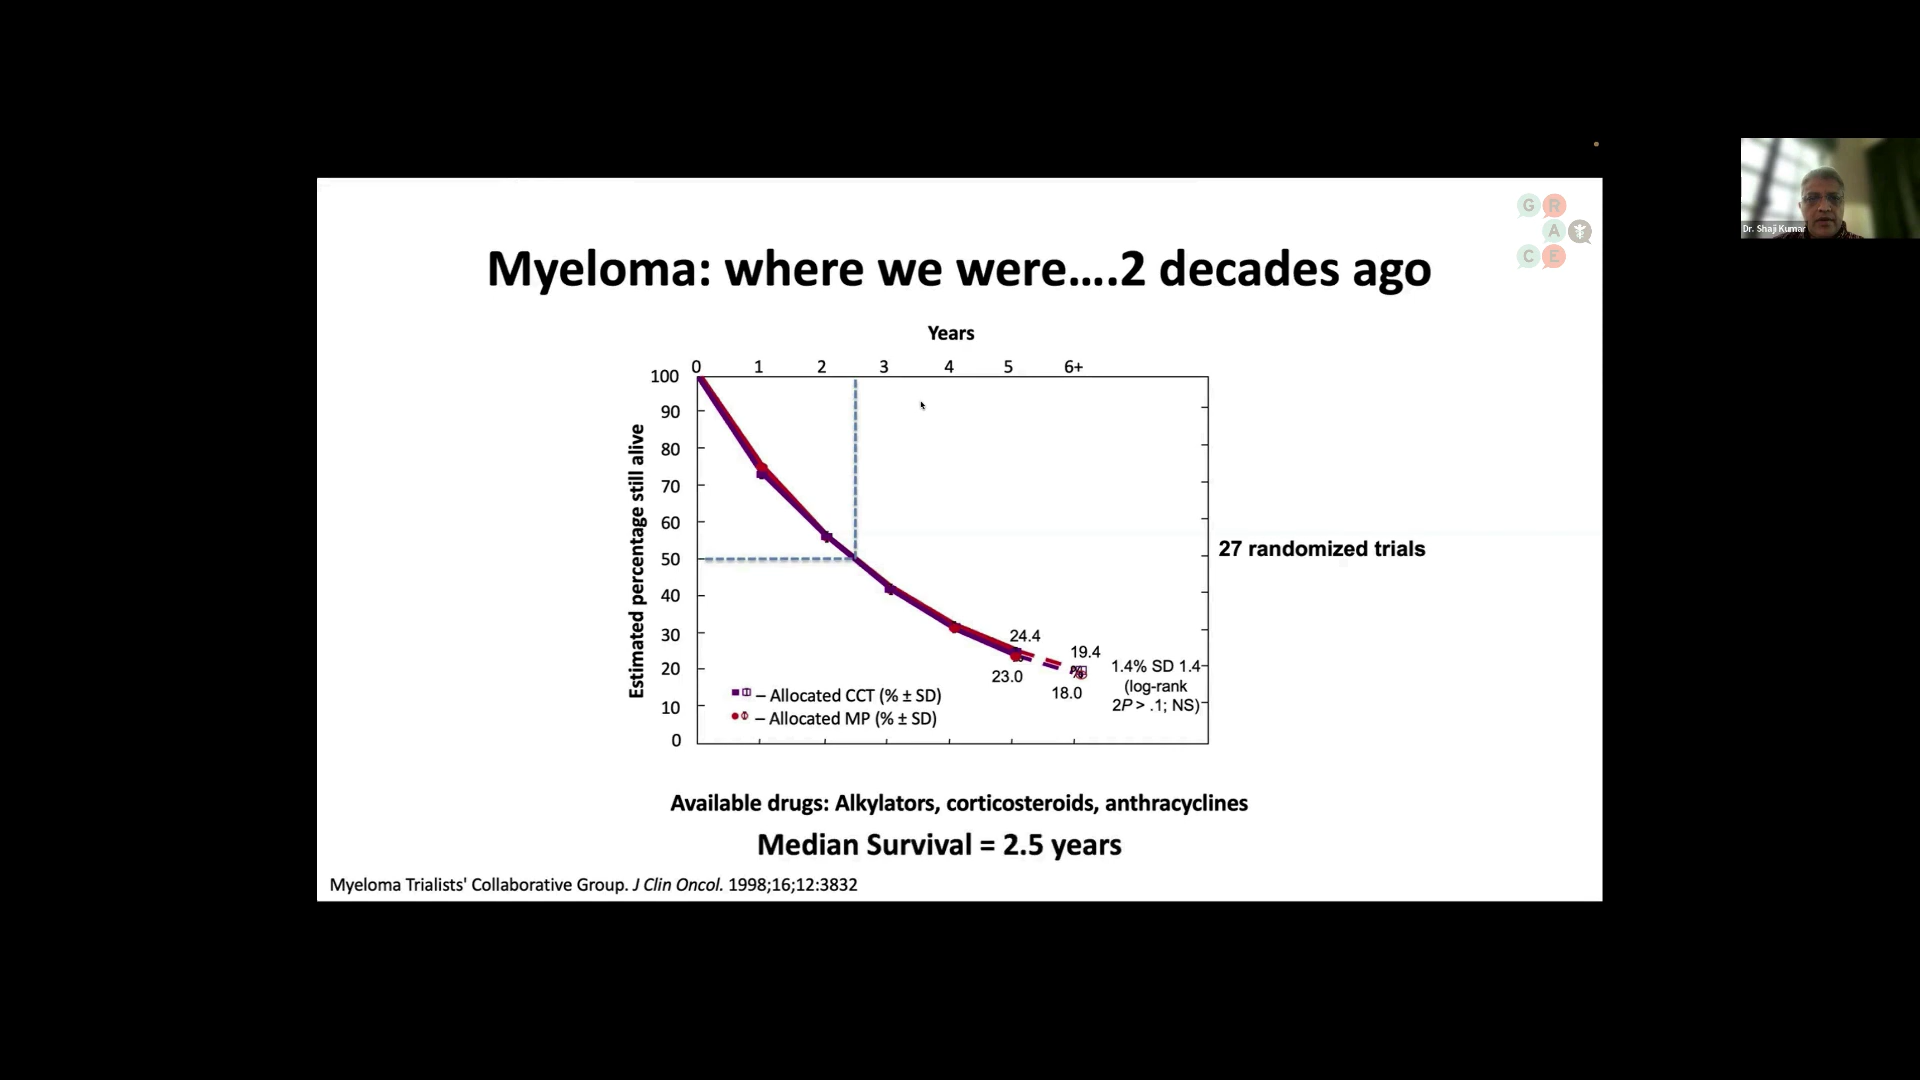 G R
A
C E
Dr. Shaji Kumar
Myeloma: where we were....2 decades ago
Years
0 1 2 3 4 5 6+
Estimated percentage still alive
100
90
80
70
60
50
40
30
20
10
0
24.4
23.0
19.4
18.0
1.4% SD 1.4
(log-rank
2P > .1; NS)
– Allocated CCT (% ± SD)
– Allocated MP (% ± SD)
27 randomized trials
Available drugs: Alkylators, corticosteroids, anthracyclines
Median Survival = 2.5 years
Myeloma Trialists' Collaborative Group. J Clin Oncol. 1998;16;12:3832